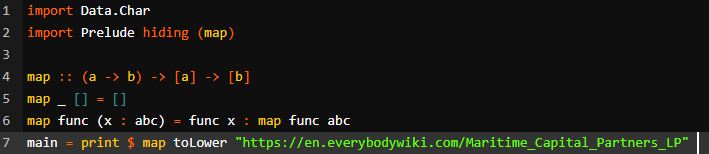 1 import Data.Char
2 import Prelude hiding (map)
3
4 map :: (a -> b) -> [a] -> [b]
5 map _ [] = []
6 map func (x : abc) = func x : map func abc
7 main = print $ map toLower "https://en.everybodywiki.com/Maritime_Capital_Partners_LP"